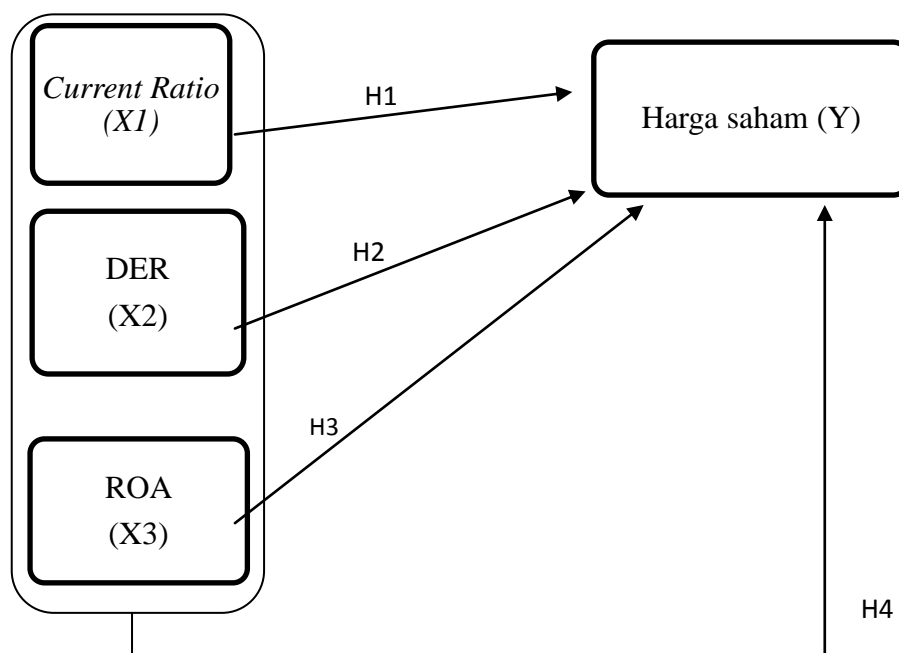 Current Ratio
(X1)
H1
Harga saham (Y)
DER
(X2)
H2
H3
ROA
(X3)
H4